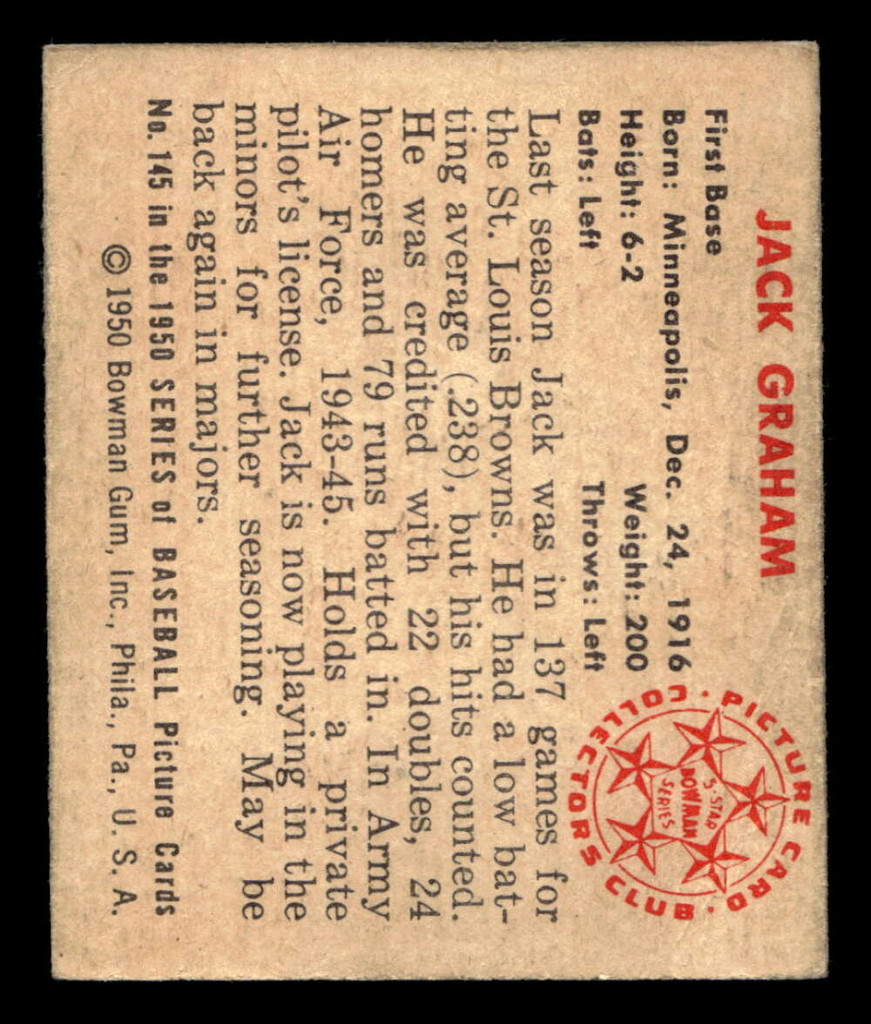 JACK GRAHAM
First Base
Born: Minneapolis, Dec. 24, 1916
Height: 6-2 Weight: 200
Bats: Left Throws: Left
Last season Jack was in 137 games for
the St. Louis Browns. He had a low bat-
ting average (.238), but his hits counted.
He was credited with 22 doubles, 24
homers and 79 runs batted in. In Army
Air Force, 1943-45. Holds a private
pilot's license. Jack is now playing in the
minors for further seasoning. May be
back again in majors.
No. 145 in the 1950 SERIES of BASEBALL Picture Cards
©1950 Bowman Gum, Inc., Phila., Pa., U. S. A.
PICTURE CARD · COLLECTORS CLUB ·
5-STAR
BOWMAN
SERIES